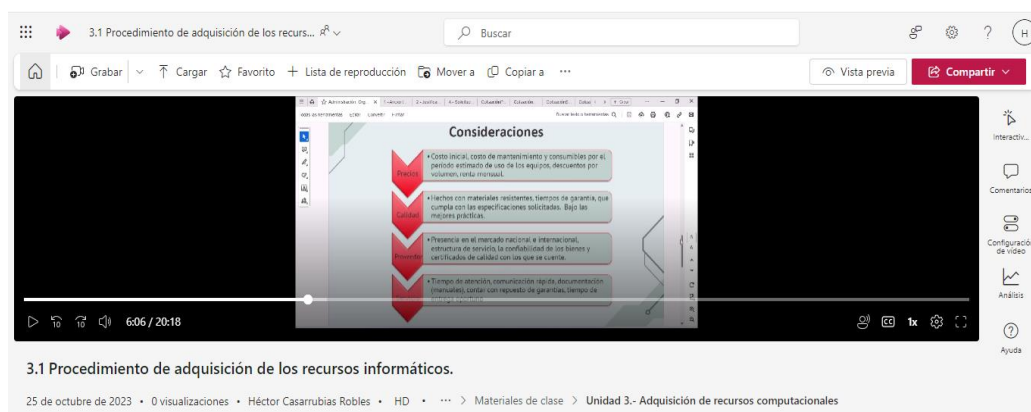 3.1 Procedimiento de adquisición de los recurs...
Buscar
H
Grabar
Cargar
Favorito
Lista de reproducción
Mover a
Copiar a
...
Vista previa
Compartir
Consideraciones
Precios
• Costo inicial, costo de mantenimiento y consumibles por el
periodo estimado de uso de los equipos, descuentos por
volumen, renta mensual.
Calidad
• Hechos con materiales resistentes, tiempos de garantía, que
cumpla con las especificaciones solicitadas. Bajo las
mejores prácticas.
Proveedor
• Presencia en el mercado nacional e internacional,
estructura de servicio, la confiabilidad de los bienes y
certificados de calidad con los que se cuente.
• Tiempo de atención, comunicación rápida, documentación
(manuales), contar con repuesto de garantías, tiempo de
entrega oportuna.
6:06 / 20:18
CC
1x
Interactiv...
Comentarios
Configuració
de vídeo
Análisis
Ayuda
3.1 Procedimiento de adquisición de los recursos informáticos.
25 de octubre de 2023 • 0 visualizaciones • Héctor Casarrubias Robles • HD • ... > Materiales de clase > Unidad 3.- Adquisición de recursos computacionales